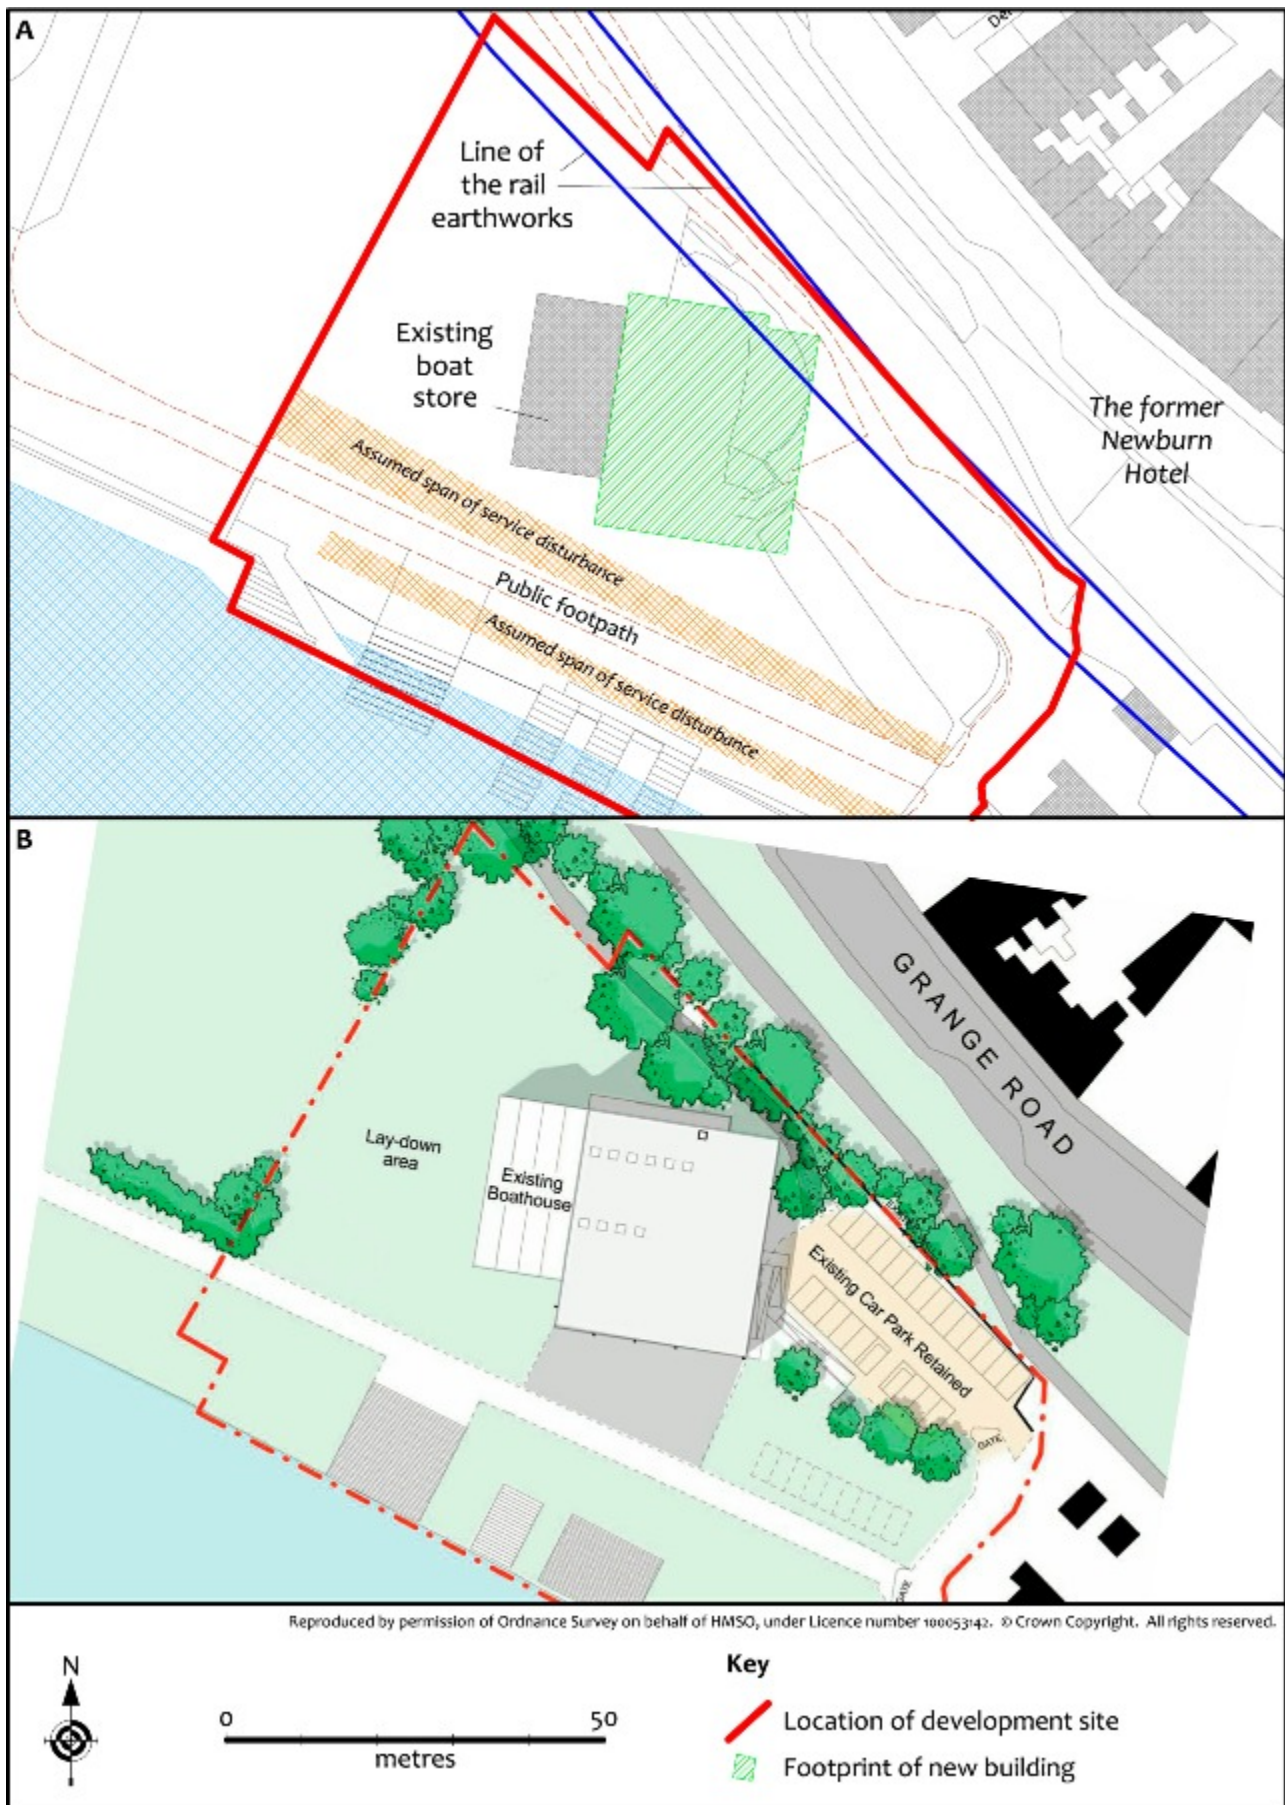 A
Der
Line of
the rail
earthworks
Existing
boat
store
The former
Newburn
Hotel
Assumed span of service disturbance
Public footpath
Assumed span of service disturbance
B
GRANGE ROAD
Lay-down
area
Existing
Boathouse
Existing Car Park Retained
GATE
GATE
Reproduced by permission of Ordnance Survey on behalf of HMSO, under Licence number 100053142. © Crown Copyright. All rights reserved.
N
0 50
metres
Key
Location of development site
Footprint of new building